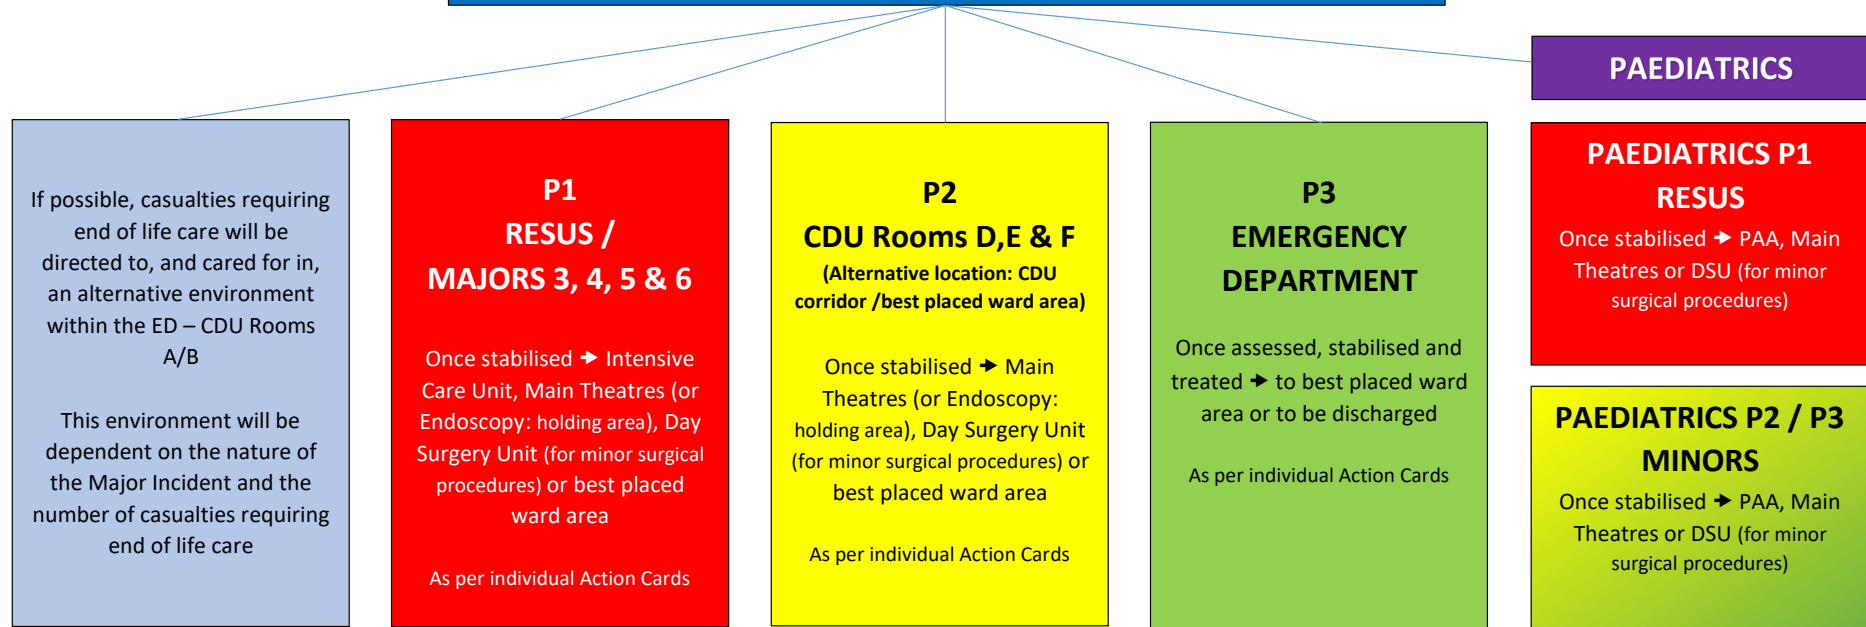 If possible, casualties requiring
end of life care will be
directed to, and cared for in,
an alternative environment
within the ED – CDU Rooms
A/B
This environment will be
dependent on the nature of
the Major Incident and the
number of casualties requiring
end of life care
P1
RESUS /
MAJORS 3, 4, 5 & 6
Once stabilised → Intensive
Care Unit, Main Theatres (or
Endoscopy: holding area), Day
Surgery Unit (for minor surgical
procedures) or best placed
ward area
As per individual Action Cards
P2
CDU Rooms D,E & F
(Alternative location: CDU
corridor /best placed ward area)
Once stabilised → Main
Theatres (or Endoscopy:
holding area), Day Surgery Unit
(for minor surgical procedures) or
best placed ward area
As per individual Action Cards
P3
EMERGENCY
DEPARTMENT
Once assessed, stabilised and
treated → to best placed ward
area or to be discharged
As per individual Action Cards
PAEDIATRICS
PAEDIATRICS P1
RESUS
Once stabilised → PAA, Main
Theatres or DSU (for minor
surgical procedures)
PAEDIATRICS P2 / P3
MINORS
Once stabilised → PAA, Main
Theatres or DSU (for minor
surgical procedures)